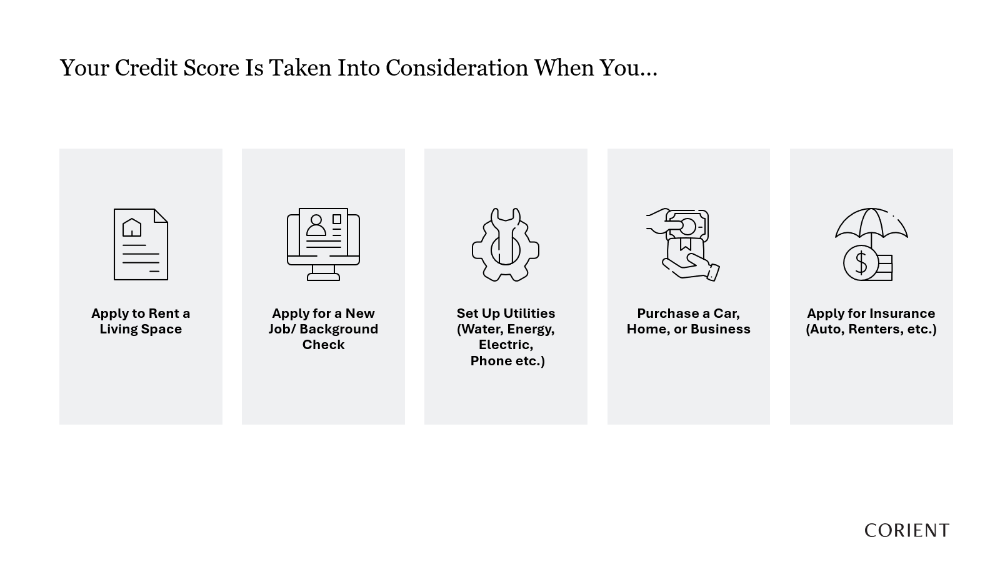 Your Credit Score Is Taken Into Consideration When You...
Apply to Rent a
Living Space
Apply for a New
Job/ Background
Check
Set Up Utilities
(Water, Energy,
Electric,
Phone etc.)
Purchase a Car,
Home, or Business
Apply for Insurance
(Auto, Renters, etc.)
CORIENT